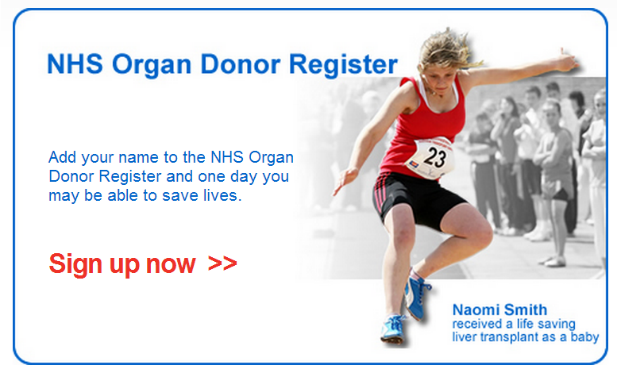 NHS Organ Donor Register
Add your name to the NHS Organ
Donor Register and one day you
may be able to save lives.
Sign up now >>
23
Naomi Smith
received a life saving
liver transplant as a baby